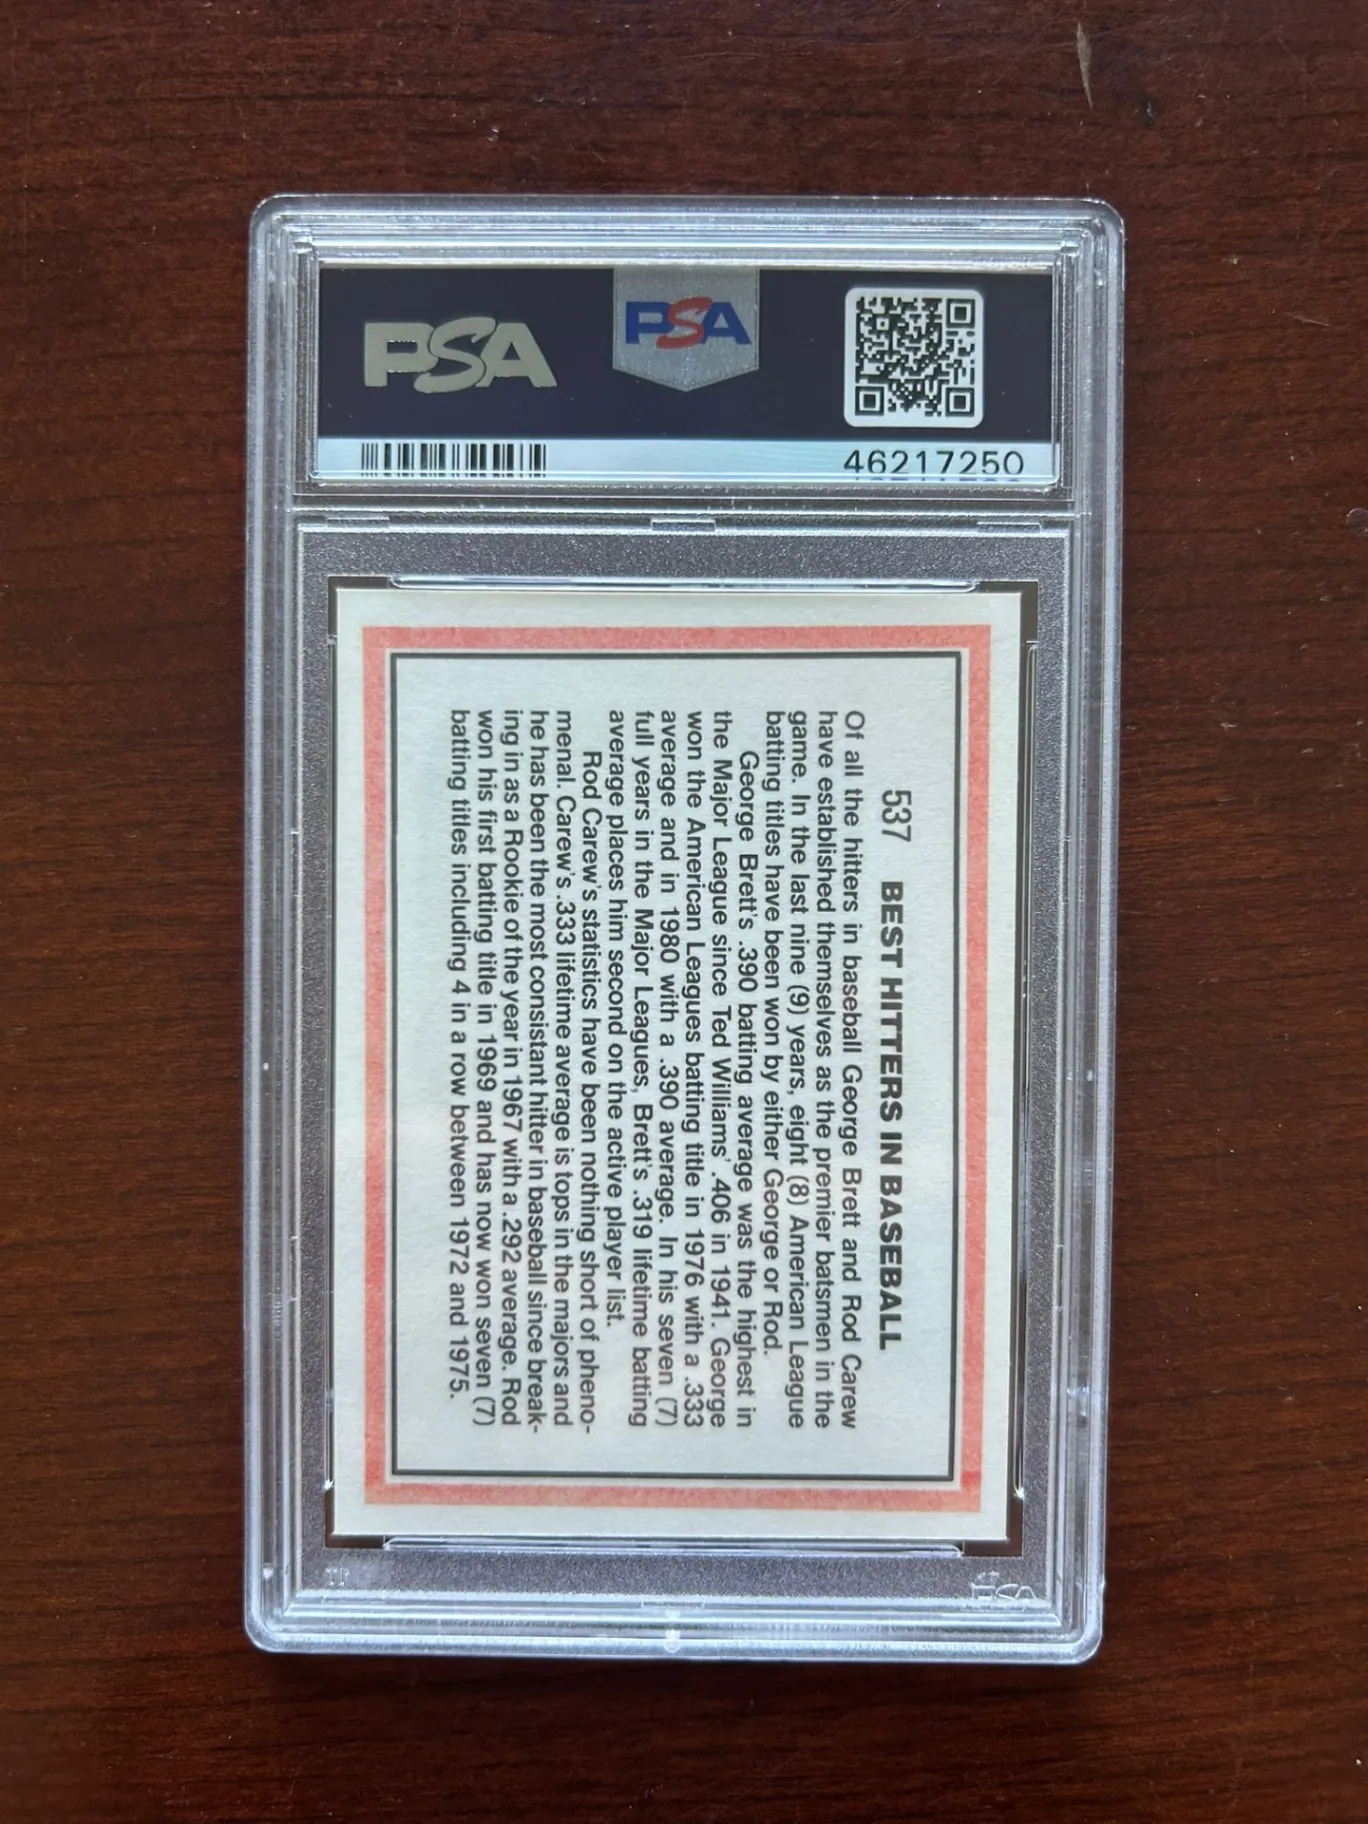 PSA
PSA
46217250
537 BEST HITTERS IN BASEBALL
Of all the hitters in baseball George Brett and Rod Carew
have established themselves as the premier batsmen in the
game. In the last nine (9) years, eight (8) American League
batting titles have been won by either George or Rod.
George Brett's .390 batting average was the highest in
the Major League since Ted Williams' .406 in 1941. George
won the American Leagues batting title in 1976 with a .333
average and in 1980 with a .390 average. In his seven (7)
full years in the Major Leagues, Brett's .319 lifetime batting
average places him second on the active player list.
Rod Carew's statistics have been nothing short of pheno-
menal. Carew's .333 lifetime average is tops in the majors and
he has been the most consistant hitter in baseball since break-
ing in as a Rookie of the year in 1967 with a .292 average. Rod
won his first batting title in 1969 and has now won seven (7)
batting titles including 4 in a row between 1972 and 1975.
PSA